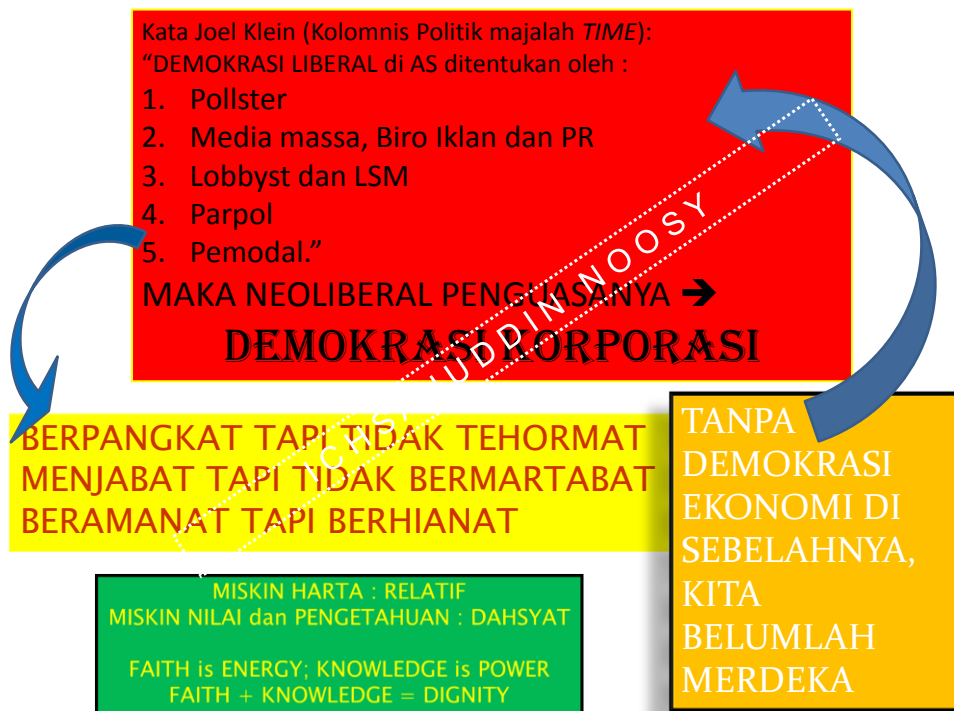 Kata Joel Klein (Kolomnis Politik majalah TIME):
“DEMOKRASI LIBERAL di AS ditentukan oleh :
1. Pollster
2. Media massa, Biro Iklan dan PR
3. Lobbyst dan LSM
4. Parpol
5. Pemodal.”
MAKA NEOLIBERAL PENGUASANYA ➔
DEMOKRASI KORPORASI
BERPANGKAT TAPI TIDAK TEHORMAT
MENJABAT TAPI TIDAK BERMARTABAT
BERAMANAT TAPI BERHIANAT
TANPA
DEMOKRASI
EKONOMI DI
SEBELAHNYA,
KITA
BELUMLAH
MERDEKA
MISKIN HARTA : RELATIF
MISKIN NILAI dan PENGETAHUAN : DAHSYAT
FAITH is ENERGY; KNOWLEDGE is POWER
FAITH + KNOWLEDGE = DIGNITY
NOOSY